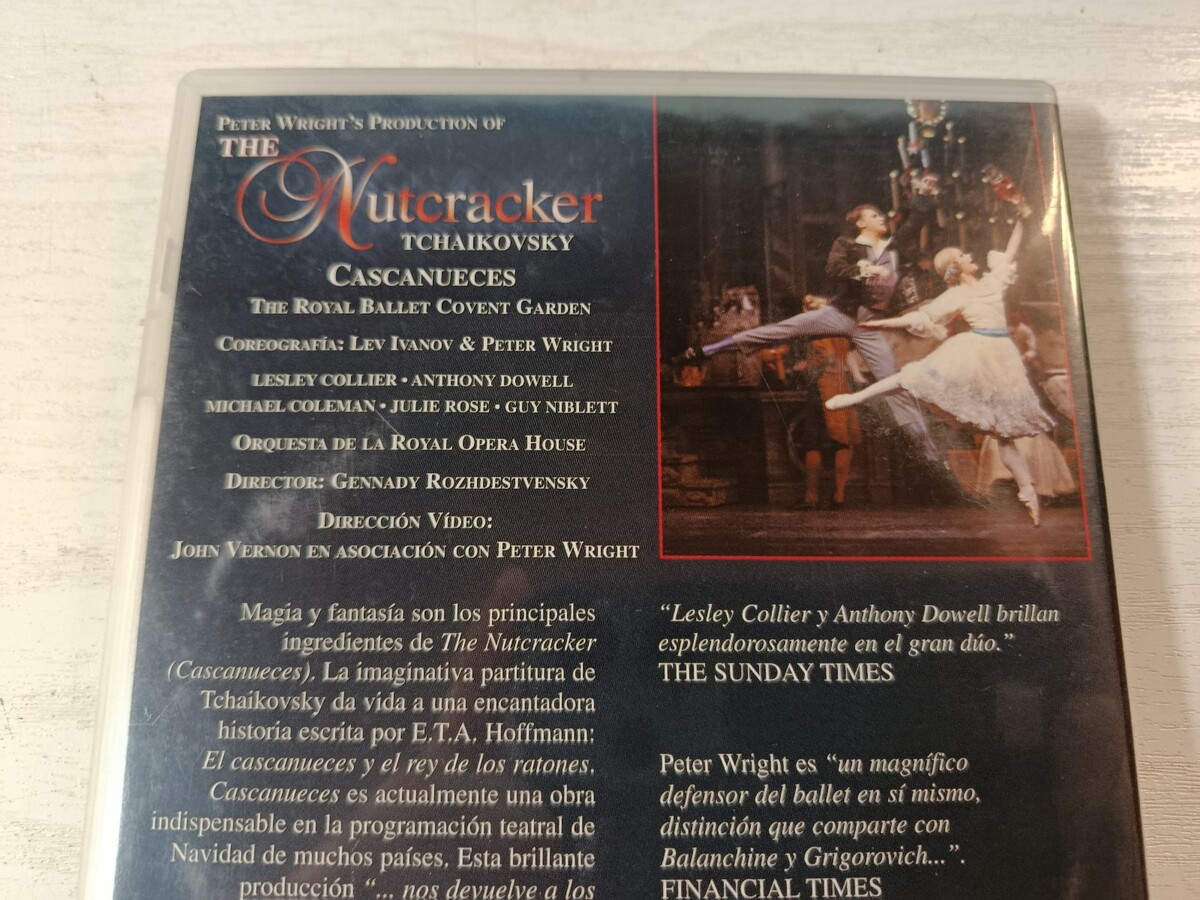 PETER WRIGHT'S PRODUCTION OF
THE
Nutcracker
TCHAIKOVSKY
CASCANUECES
THE ROYAL BALLET COVENT GARDEN
COREOGRAFÍA: LEV IVANOV & PETER WRIGHT
LESLEY COLLIER • ANTHONY DOWELL
MICHAEL COLEMAN • JULIE ROSE • GUY NIBLETT
ORQUESTA DE LA ROYAL OPERA HOUSE
DIRECTOR: GENNADY ROZHDESTVENSKY
DIRECCIÓN VÍDEO:
JOHN VERNON EN ASOCIACIÓN CON PETER WRIGHT
Magia y fantasía son los principales
ingredientes de The Nutcracker
(Cascanueces). La imaginativa partitura de
Tchaikovsky da vida a una encantadora
historia escrita por E.T.A. Hoffmann:
El cascanueces y el rey de los ratones.
Cascanueces es actualmente una obra
indispensable en la programación teatral de
Navidad de muchos países. Esta brillante
producción "... nos devuelve a los
"Lesley Collier y Anthony Dowell brillan
esplendorosamente en el gran dúo."
THE SUNDAY TIMES
Peter Wright es "un magnífico
defensor del ballet en sí mismo,
distinción que comparte con
Balanchine y Grigorovich...".
FINANCIAL TIMES